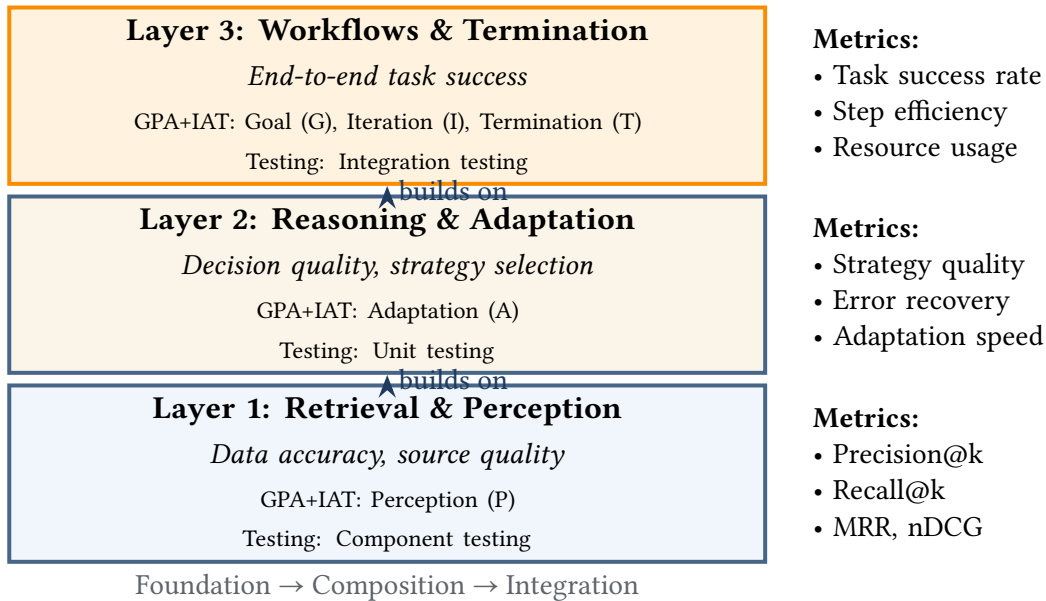 Layer 3: Workflows & Termination
End-to-end task success
GPA+IAT: Goal (G), Iteration (I), Termination (T)
Testing: Integration testing
Metrics:
• Task success rate
• Step efficiency
• Resource usage
builds on
Layer 2: Reasoning & Adaptation
Decision quality, strategy selection
GPA+IAT: Adaptation (A)
Testing: Unit testing
Metrics:
• Strategy quality
• Error recovery
• Adaptation speed
builds on
Layer 1: Retrieval & Perception
Data accuracy, source quality
GPA+IAT: Perception (P)
Testing: Component testing
Metrics:
• Precision@k
• Recall@k
• MRR, nDCG
Foundation → Composition → Integration